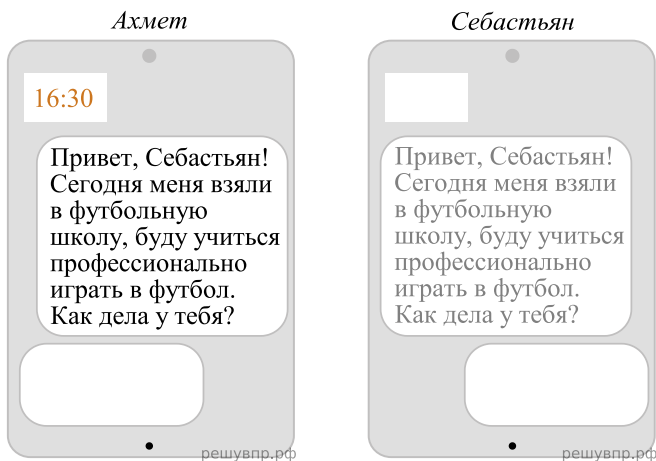 Ахмет
16:30
Привет, Себастьян!
Сегодня меня взяли
в футбольную
школу, буду учиться
профессионально
играть в футбол.
Как дела у тебя?
решувпр.рф
Себастьян
Привет, Себастьян!
Сегодня меня взяли
в футбольную
школу, буду учиться
профессионально
играть в футбол.
Как дела у тебя?
решувпр.рф